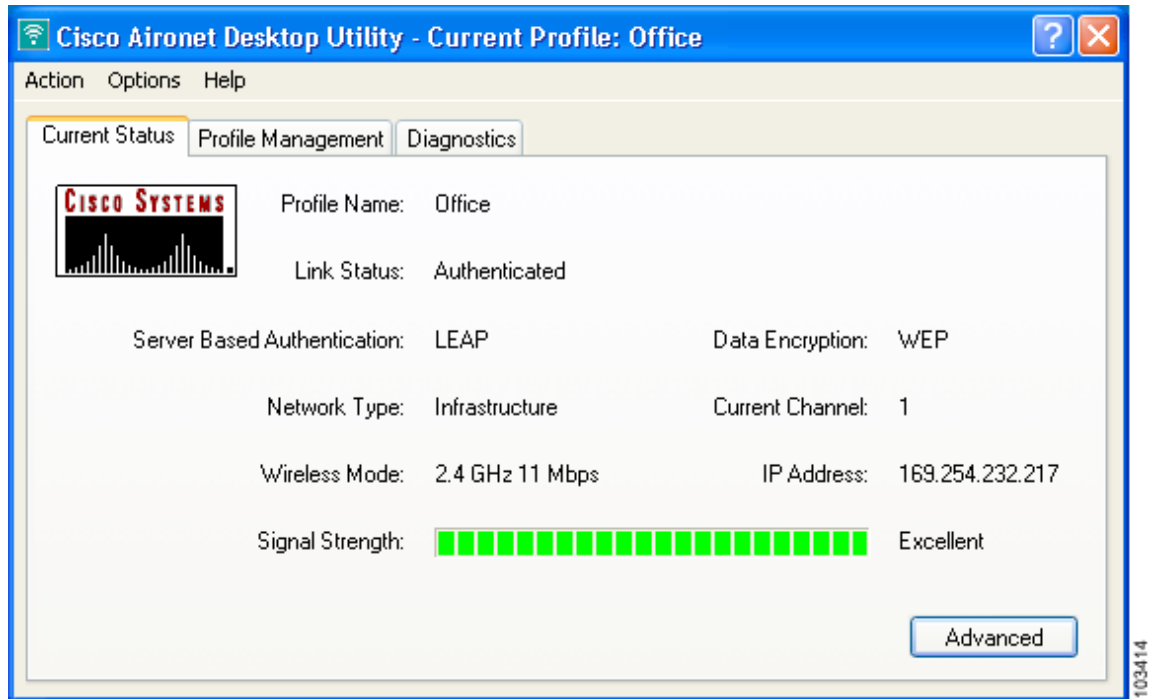 Cisco Aironet Desktop Utility - Current Profile: Office
?
Action Options Help
Current Status Profile Management Diagnostics
CISCO SYSTEMS
Profile Name: Office
Link Status: Authenticated
Server Based Authentication: LEAP Data Encryption: WEP
Network Type: Infrastructure Current Channel: 1
Wireless Mode: 2.4 GHz 11 Mbps IP Address: 169.254.232.217
Signal Strength: Excellent
Advanced
103414